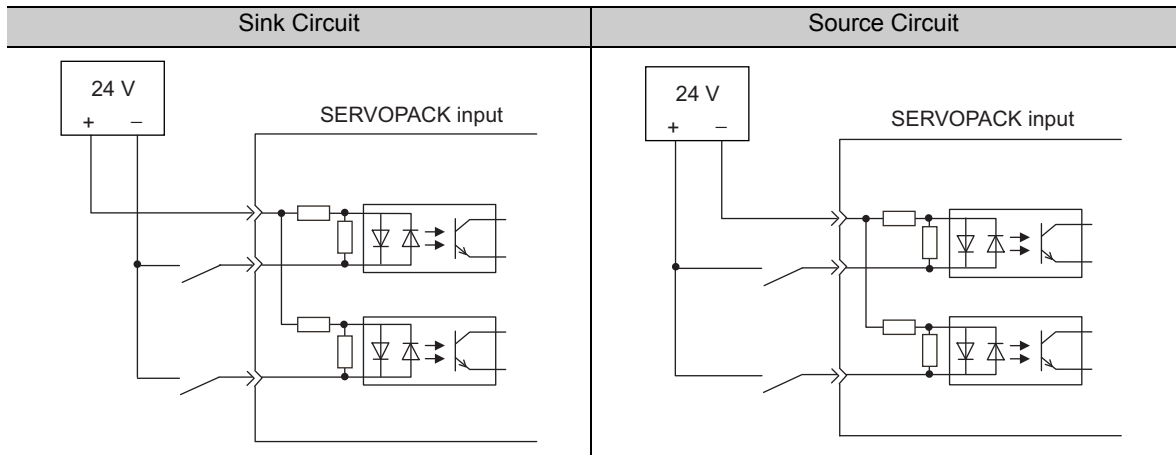 Sink Circuit
Source Circuit
24 V
+ −
SERVOPACK input
24 V
+ −
SERVOPACK input